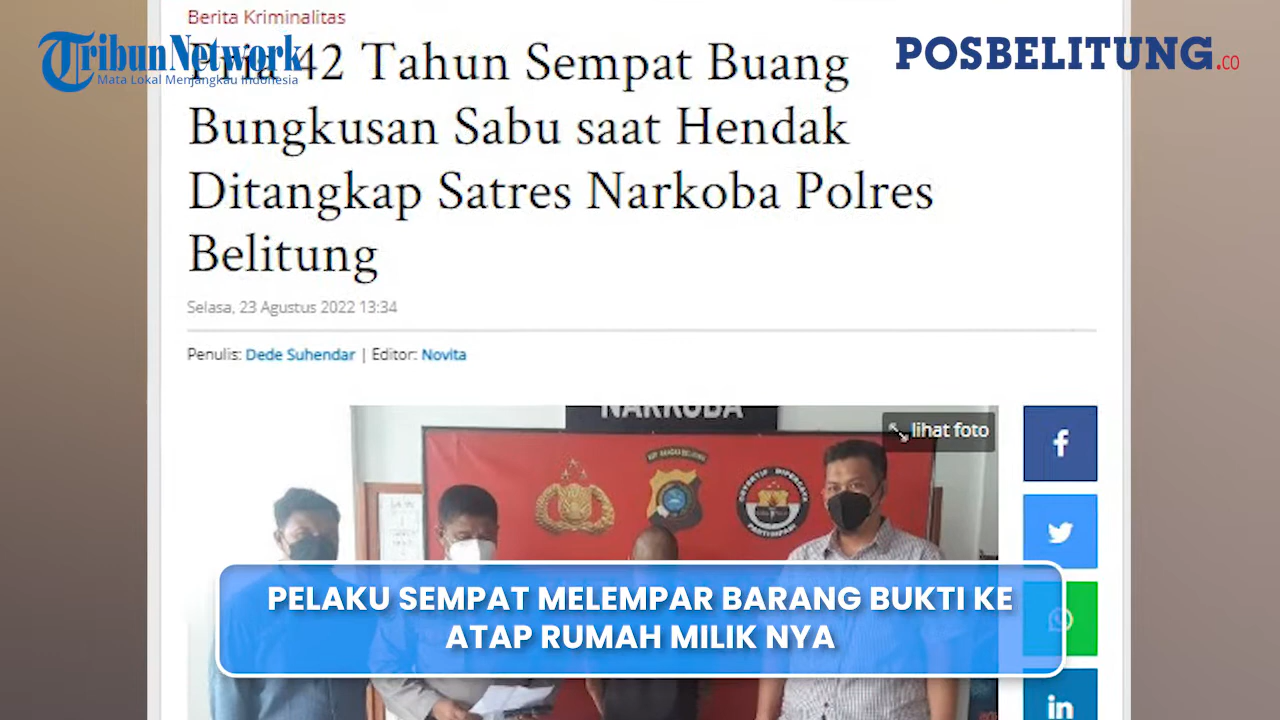 Berita Kriminalitas
TribunNetwork
Mata Lokal Menjangkau Indonesia
POSBELITUNG.CO
Pria 42 Tahun Sempat Buang
Bungkusan Sabu saat Hendak
Ditangkap Satres Narkoba Polres
Belitung
Selasa, 23 Agustus 2022 13:34
Penulis: Dede Suhendar | Editor: Novita
NARKOBA
lihat foto
PELAKU SEMPAT MELEMPAR BARANG BUKTI KE
ATAP RUMAH MILIK NYA